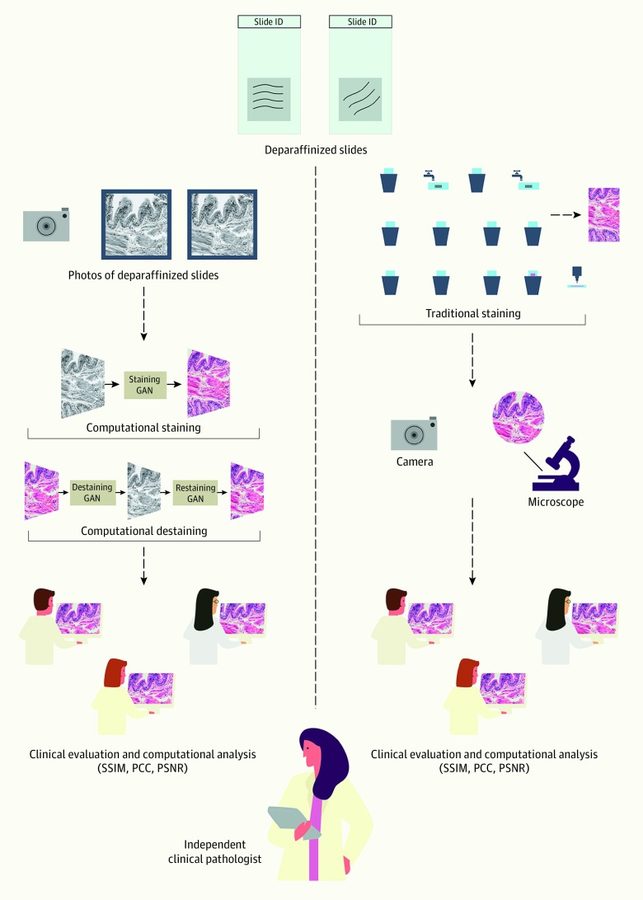 Slide ID
Slide ID
Deparaffinized slides
Photos of deparaffinized slides
Staining
GAN
Computational staining
Destaining
GAN
Restaining
GAN
Computational destaining
Clinical evaluation and computational analysis
(SSIM, PCC, PSNR)
Traditional staining
Camera
Microscope
Clinical evaluation and computational analysis
(SSIM, PCC, PSNR)
Independent
clinical pathologist